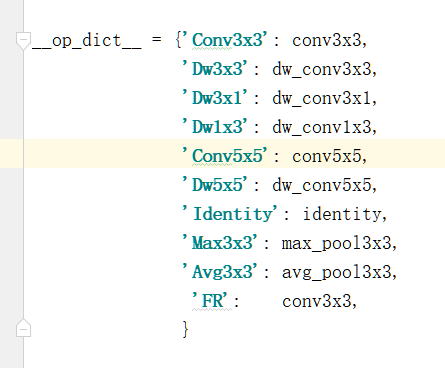 __op_dict__ = {'Conv3x3': conv3x3,
'Dw3x3': dw_conv3x3,
'Dw3x1': dw_conv3x1,
'Dw1x3': dw_conv1x3,
'Conv5x5': conv5x5,
'Dw5x5': dw_conv5x5,
'Identity': identity,
'Max3x3': max_pool3x3,
'Avg3x3': avg_pool3x3,
'FR':    conv3x3,
}